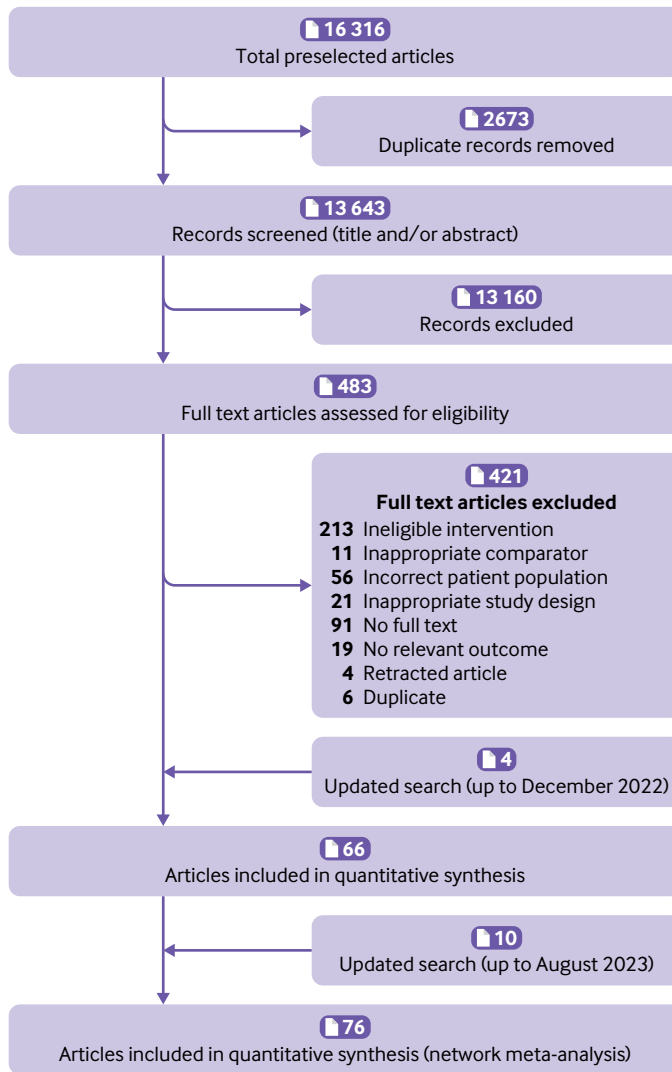 16 316
Total preselected articles
2673
Duplicate records removed
13 643
Records screened (title and/or abstract)
13 160
Records excluded
483
Full text articles assessed for eligibility
421
Full text articles excluded
213 Ineligible intervention
11 Inappropriate comparator
56 Incorrect patient population
21 Inappropriate study design
91 No full text
19 No relevant outcome
4 Retracted article
6 Duplicate
4
Updated search (up to December 2022)
66
Articles included in quantitative synthesis
10
Updated search (up to August 2023)
76
Articles included in quantitative synthesis (network meta-analysis)